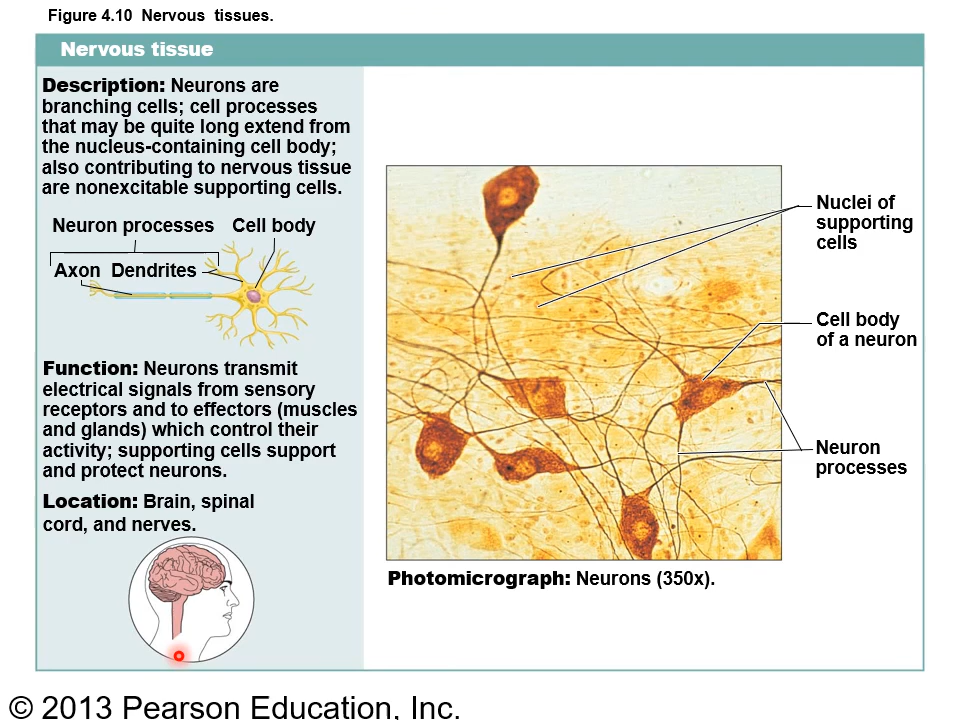 Figure 4.10 Nervous tissues.
Nervous tissue
Description: Neurons are
branching cells; cell processes
that may be quite long extend from
the nucleus-containing cell body;
also contributing to nervous tissue
are nonexcitable supporting cells.
Neuron processes Cell body
Axon Dendrites
Function: Neurons transmit
electrical signals from sensory
receptors and to effectors (muscles
and glands) which control their
activity; supporting cells support
and protect neurons.
Location: Brain, spinal
cord, and nerves.
Nuclei of
supporting
cells
Cell body
of a neuron
Neuron
processes
Photomicrograph: Neurons (350x).
© 2013 Pearson Education, Inc.